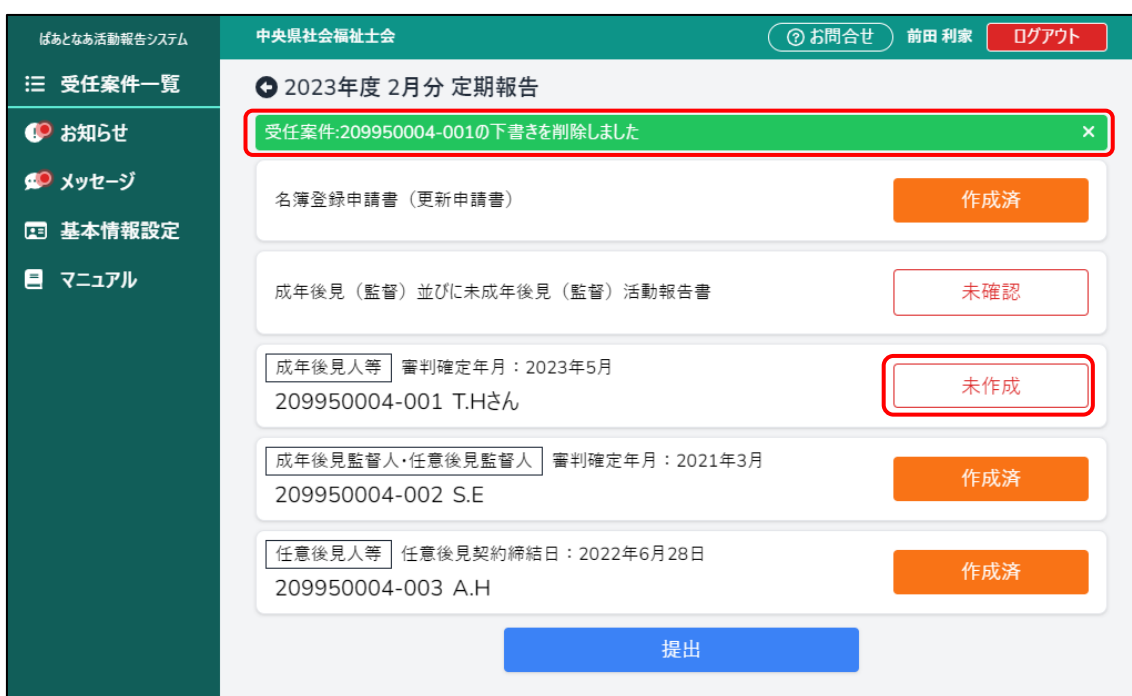 ぱあとなあ活動報告システム
中央県社会福祉士会
お問合せ
前田 利家
ログアウト
受任案件一覧
お知らせ
メッセージ
基本情報設定
マニュアル
2023年度 2月分 定期報告
受任案件:209950004-001の下書きを削除しました
×
名簿登録申請書（更新申請書）
作成済
成年後見（監督）並びに未成年後見（監督）活動報告書
未確認
成年後見人等 審判確定年月：2023年5月
209950004-001 T.Hさん
未作成
成年後見監督人・任意後見監督人 審判確定年月：2021年3月
209950004-002 S.E
作成済
任意後見人等 任意後見契約締結日：2022年6月28日
209950004-003 A.H
作成済
提出